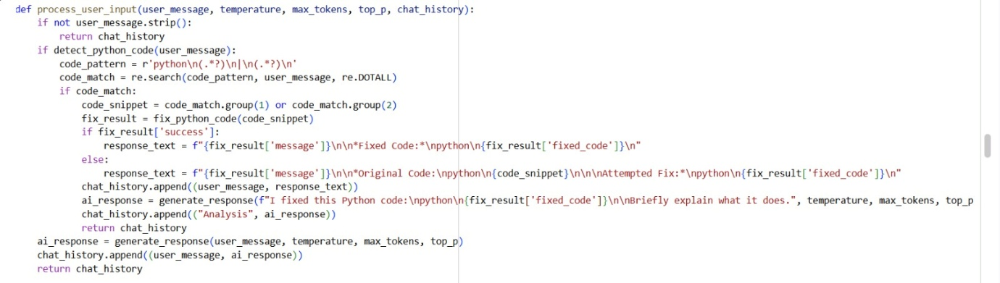 def process_user_input(user_message, temperature, max_tokens, top_p, chat_history):
    if not user_message.strip():
        return chat_history
    if detect_python_code(user_message):
        code_pattern = r'python\n(.*?)\n|\n(.*?)\n'
        code_match = re.search(code_pattern, user_message, re.DOTALL)
        if code_match:
            code_snippet = code_match.group(1) or code_match.group(2)
            fix_result = fix_python_code(code_snippet)
            if fix_result['success']:
                response_text = f"{fix_result['message']}\n\n*Fixed Code:*\npython\n{fix_result['fixed_code']}\n"
            else:
                response_text = f"{fix_result['message']}\n\n*Original Code:\npython\n{code_snippet}\n\n\nAttempted Fix:*\npython\n{fix_result['fixed_code']}\n"
            chat_history.append((user_message, response_text))
            ai_response = generate_response(f"I fixed this Python code:\npython\n{fix_result['fixed_code']}\n\nBriefly explain what it does.", temperature, max_tokens, top_p
            chat_history.append(("Analysis", ai_response))
            return chat_history
    ai_response = generate_response(user_message, temperature, max_tokens, top_p)
    chat_history.append((user_message, ai_response))
    return chat_history